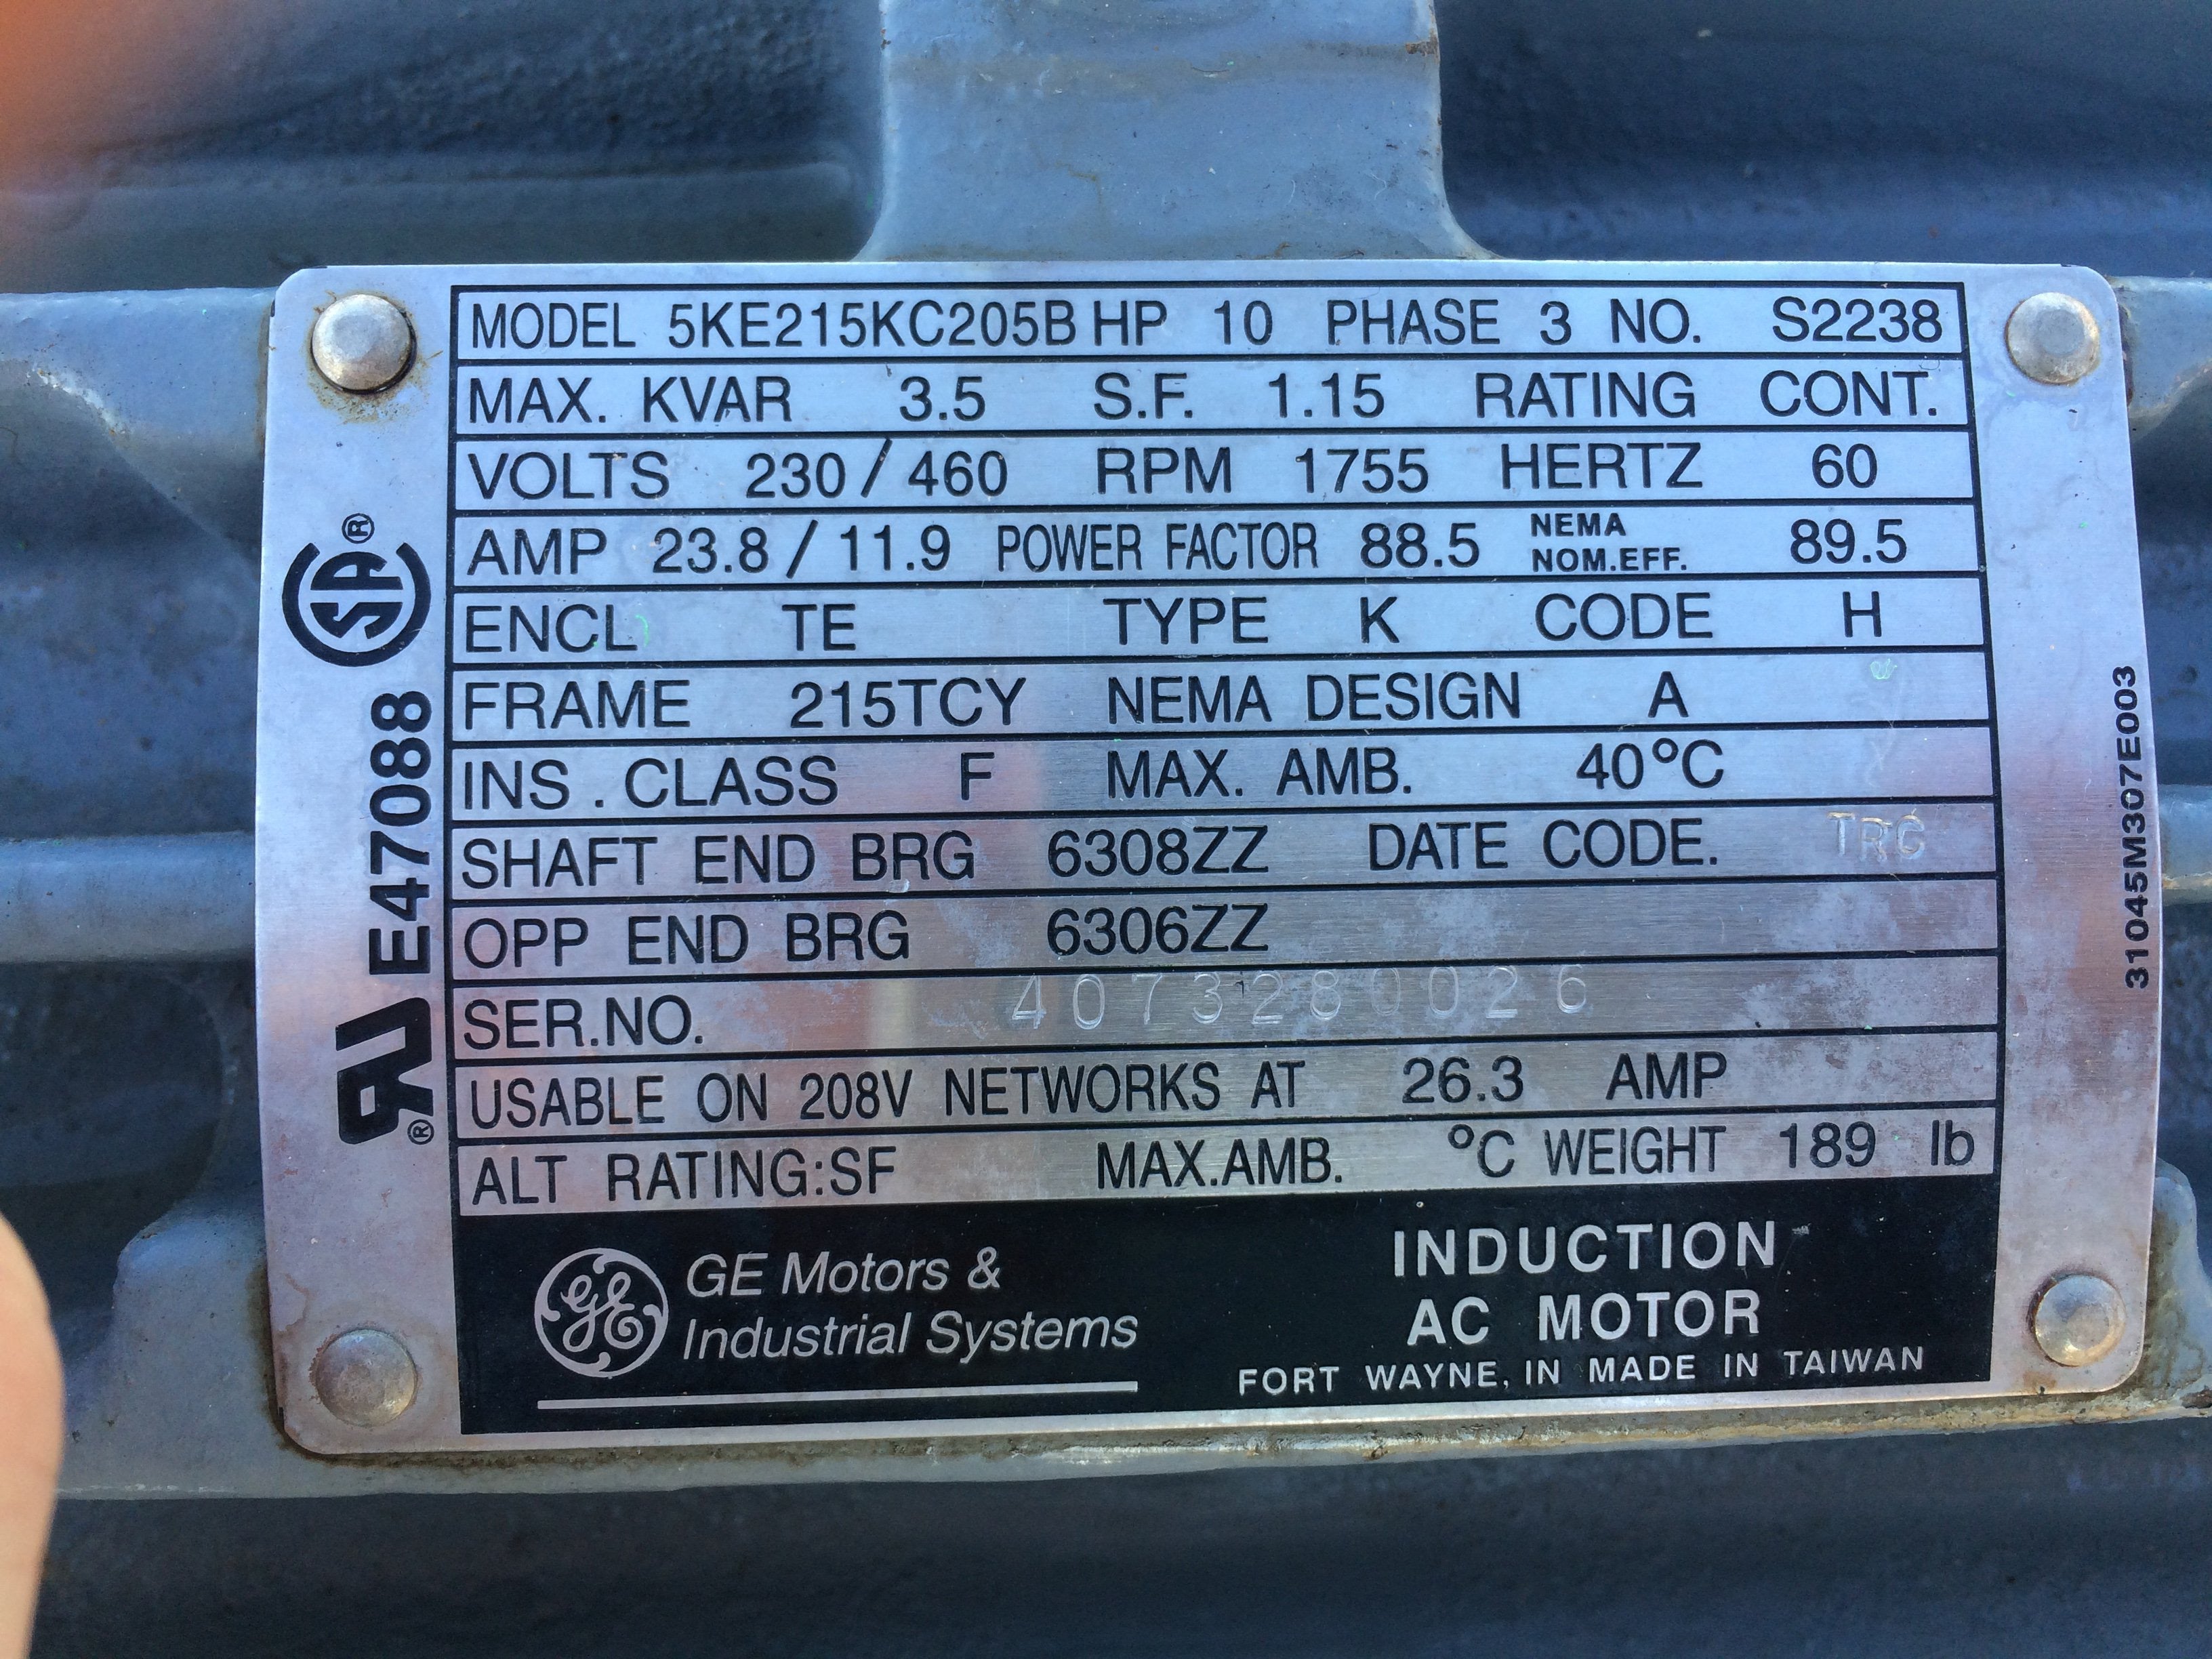 MODEL 5KE215KC205B HP 10 PHASE 3 NO. S2238
MAX. KVAR 3.5 S.F. 1.15 RATING CONT.
VOLTS 230 / 460 RPM 1755 HERTZ 60
AMP 23.8 / 11.9 POWER FACTOR 88.5 NEMA NOM.EFF. 89.5
ENCL TE TYPE K CODE H
FRAME 215TCY NEMA DESIGN A
INS . CLASS F MAX. AMB. 40°C
SHAFT END BRG 6308ZZ DATE CODE. TRG
OPP END BRG 6306ZZ
SER.NO. 4073280026
USABLE ON 208V NETWORKS AT 26.3 AMP
ALT RATING:SF MAX.AMB. °C WEIGHT 189 lb
GE GE Motors &
Industrial Systems
INDUCTION
AC MOTOR
FORT WAYNE, IN MADE IN TAIWAN
SA®
E47088
RU®
31045M307E003